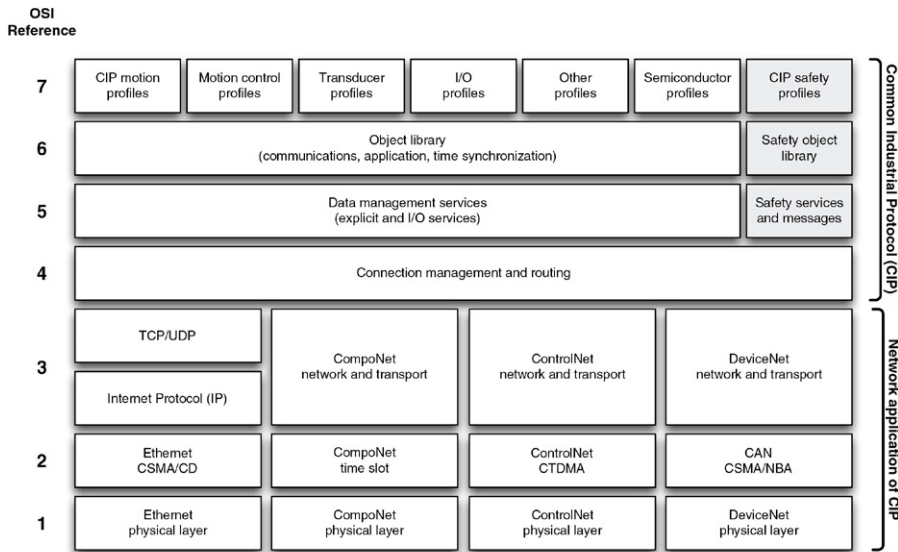 OSI
Reference
7
CIP motion
profiles
Motion control
profiles
Transducer
profiles
I/O
profiles
Other
profiles
Semiconductor
profiles
CIP safety
profiles
6
Object library
(communications, application, time synchronization)
Safety object
library
5
Data management services
(explicit and I/O services)
Safety services
and messages
4
Connection management and routing
Common Industrial Protocol (CIP)
3
TCP/UDP
Internet Protocol (IP)
CompoNet
network and transport
ControlNet
network and transport
DeviceNet
network and transport
2
Ethernet
CSMA/CD
CompoNet
time slot
ControlNet
CTDMA
CAN
CSMA/NBA
1
Ethernet
physical layer
CompoNet
physical layer
ControlNet
physical layer
DeviceNet
physical layer
Network application of CIP